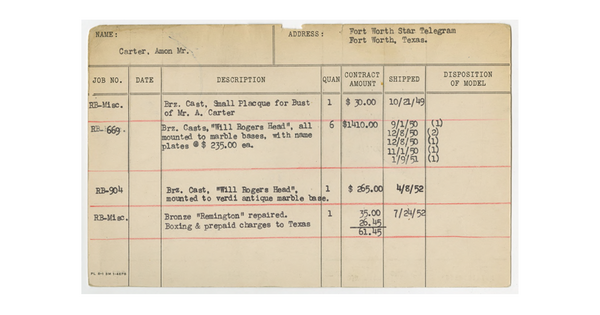 NAME:
Carter, Amon Mr.
ADDRESS:
Fort Worth Star Telegram
Fort Worth, Texas.
JOB NO. DATE DESCRIPTION QUAN CONTRACT AMOUNT SHIPPED DISPOSITION OF MODEL
RB-Misc. Brz. Cast, Small Placque for Bust 1 $ 30.00 10/21/49
of Mr. A. Carter
RB-669- Brz. Casts, "Will Rogers Head", all 6 $1410.00 9/1/50 (1)
mounted to marble bases, with name 12/8/50 (2)
plates @ $ 235.00 ea. 12/8/50 (1)
11/1/50 (1)
1/9/51 (1)
RB-904 Brz. Cast, "Will Rogers Head", 1 $ 265.00 4/8/52
mounted to verdi antique marble base.
RB-Misc. Bronze "Remington" repaired. 1 35.00 7/24/52
Boxing & prepaid charges to Texas 26.45
61.45